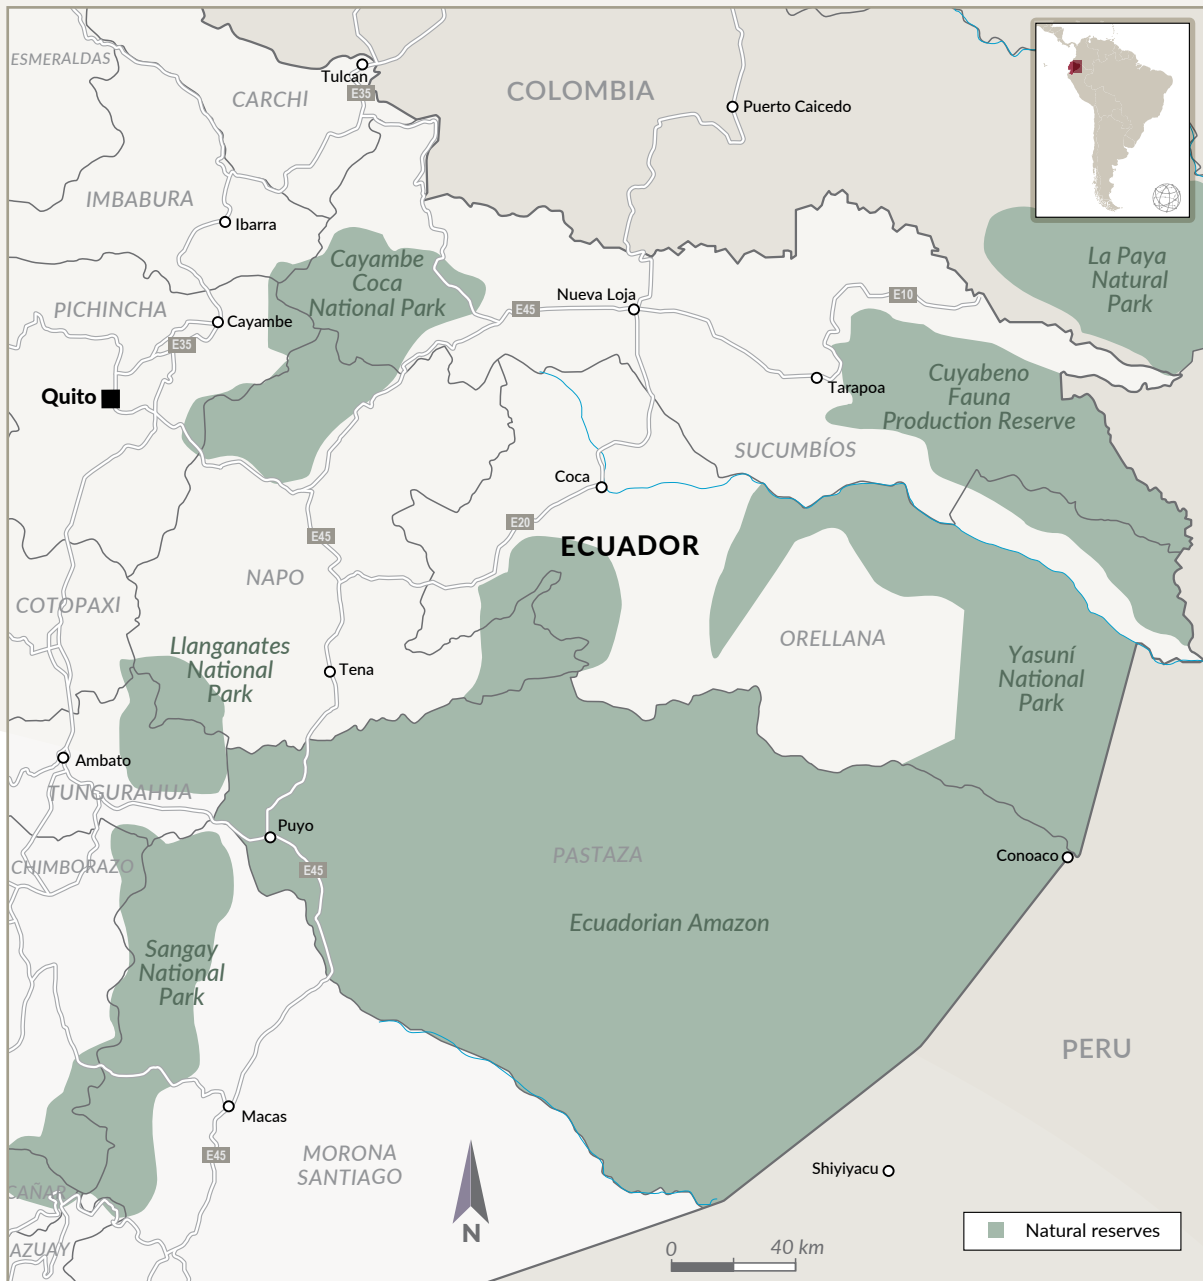 ESMERALDAS
Tulcán
E35
CARCHI
COLOMBIA
Puerto Caicedo
IMBABURA
Ibarra
Cayambe
Coca
National Park
La Paya
Natural
Park
PICHINCHA
Cayambe
E35
Nueva Loja
E45
E10
Quito
Tarapoa
Cuyabeno
Fauna
Production Reserve
SUCUMBÍOS
Coca
E20
E45
ECUADOR
NAPO
COTOPAXI
Llanganates
National
Park
Tena
ORELLANA
Yasuní
National
Park
Ambato
TUNGURAHUA
Puyo
CHIMBORAZO
E45
PASTAZA
Conoaco
Ecuadorian Amazon
Sangay
National
Park
PERU
Macas
E45
MORONA
SANTIAGO
Shiyiyacu
CAÑAR
AZUAY
N
0
40 km
Natural reserves